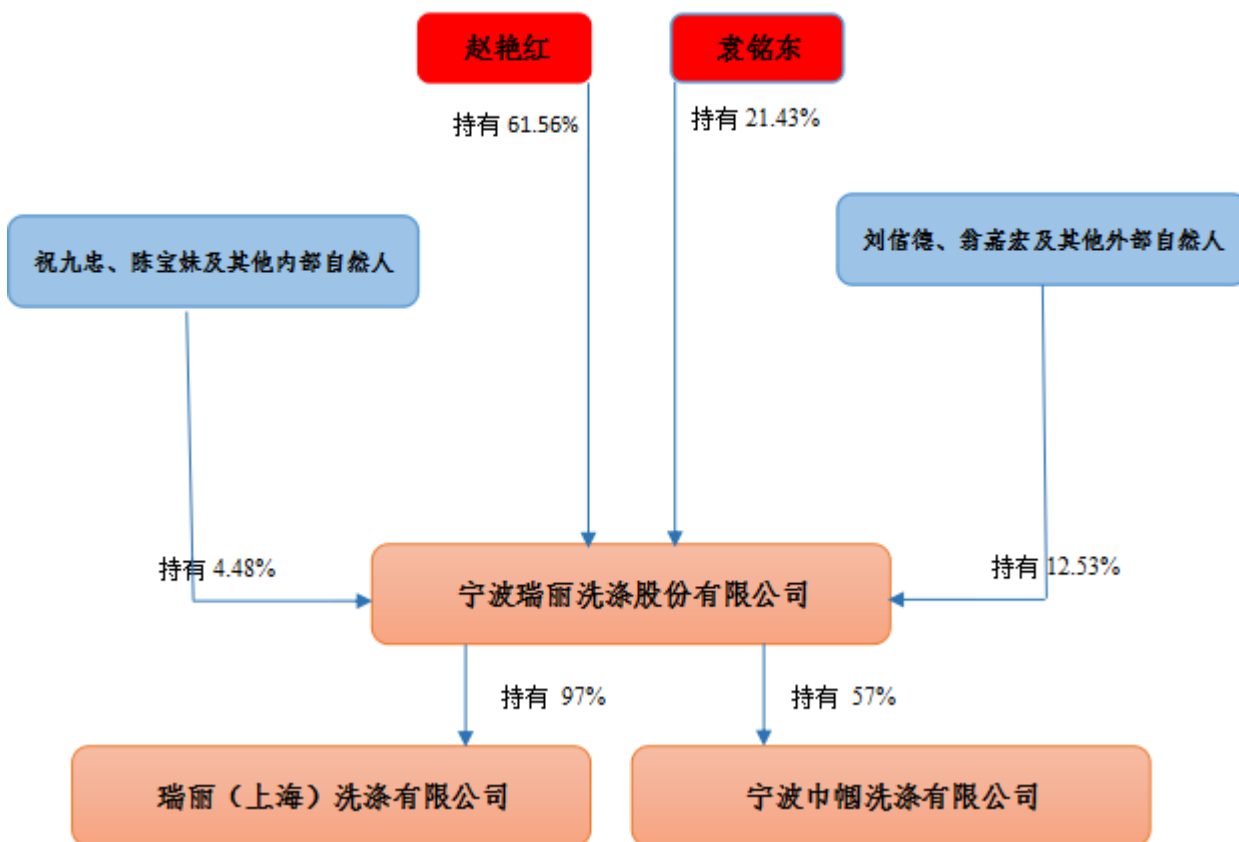 赵艳红
袁铭东
持有 61.56%
持有 21.43%
祝九忠、陈宝妹及其他内部自然人
刘信德、翁嘉宏及其他外部自然人
持有 4.48%
宁波瑞丽洗涤股份有限公司
持有 12.53%
持有 97%
持有 57%
瑞丽（上海）洗涤有限公司
宁波巾帼洗涤有限公司